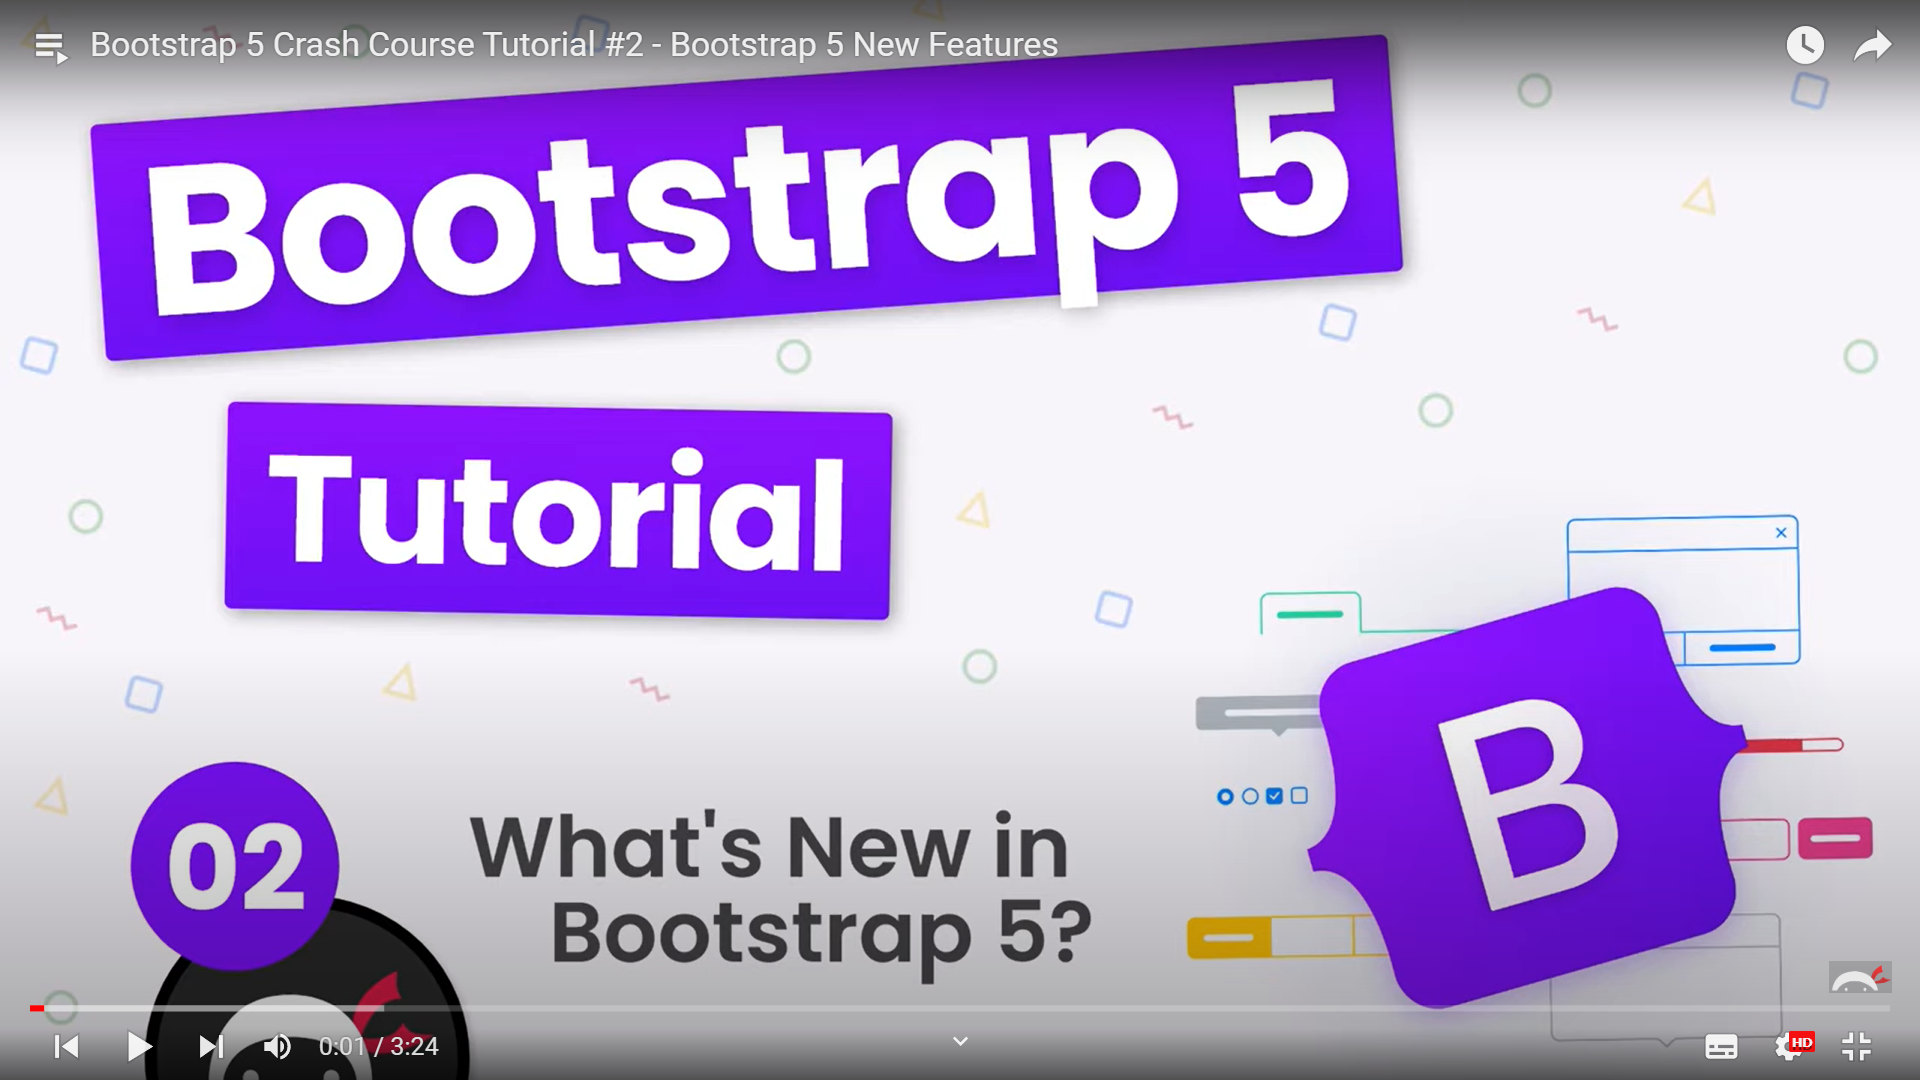 Bootstrap 5 Crash Course Tutorial #2 - Bootstrap 5 New Features
Bootstrap 5
Tutorial
B
02
What's New in
Bootstrap 5?
0:01 / 3:24
HD